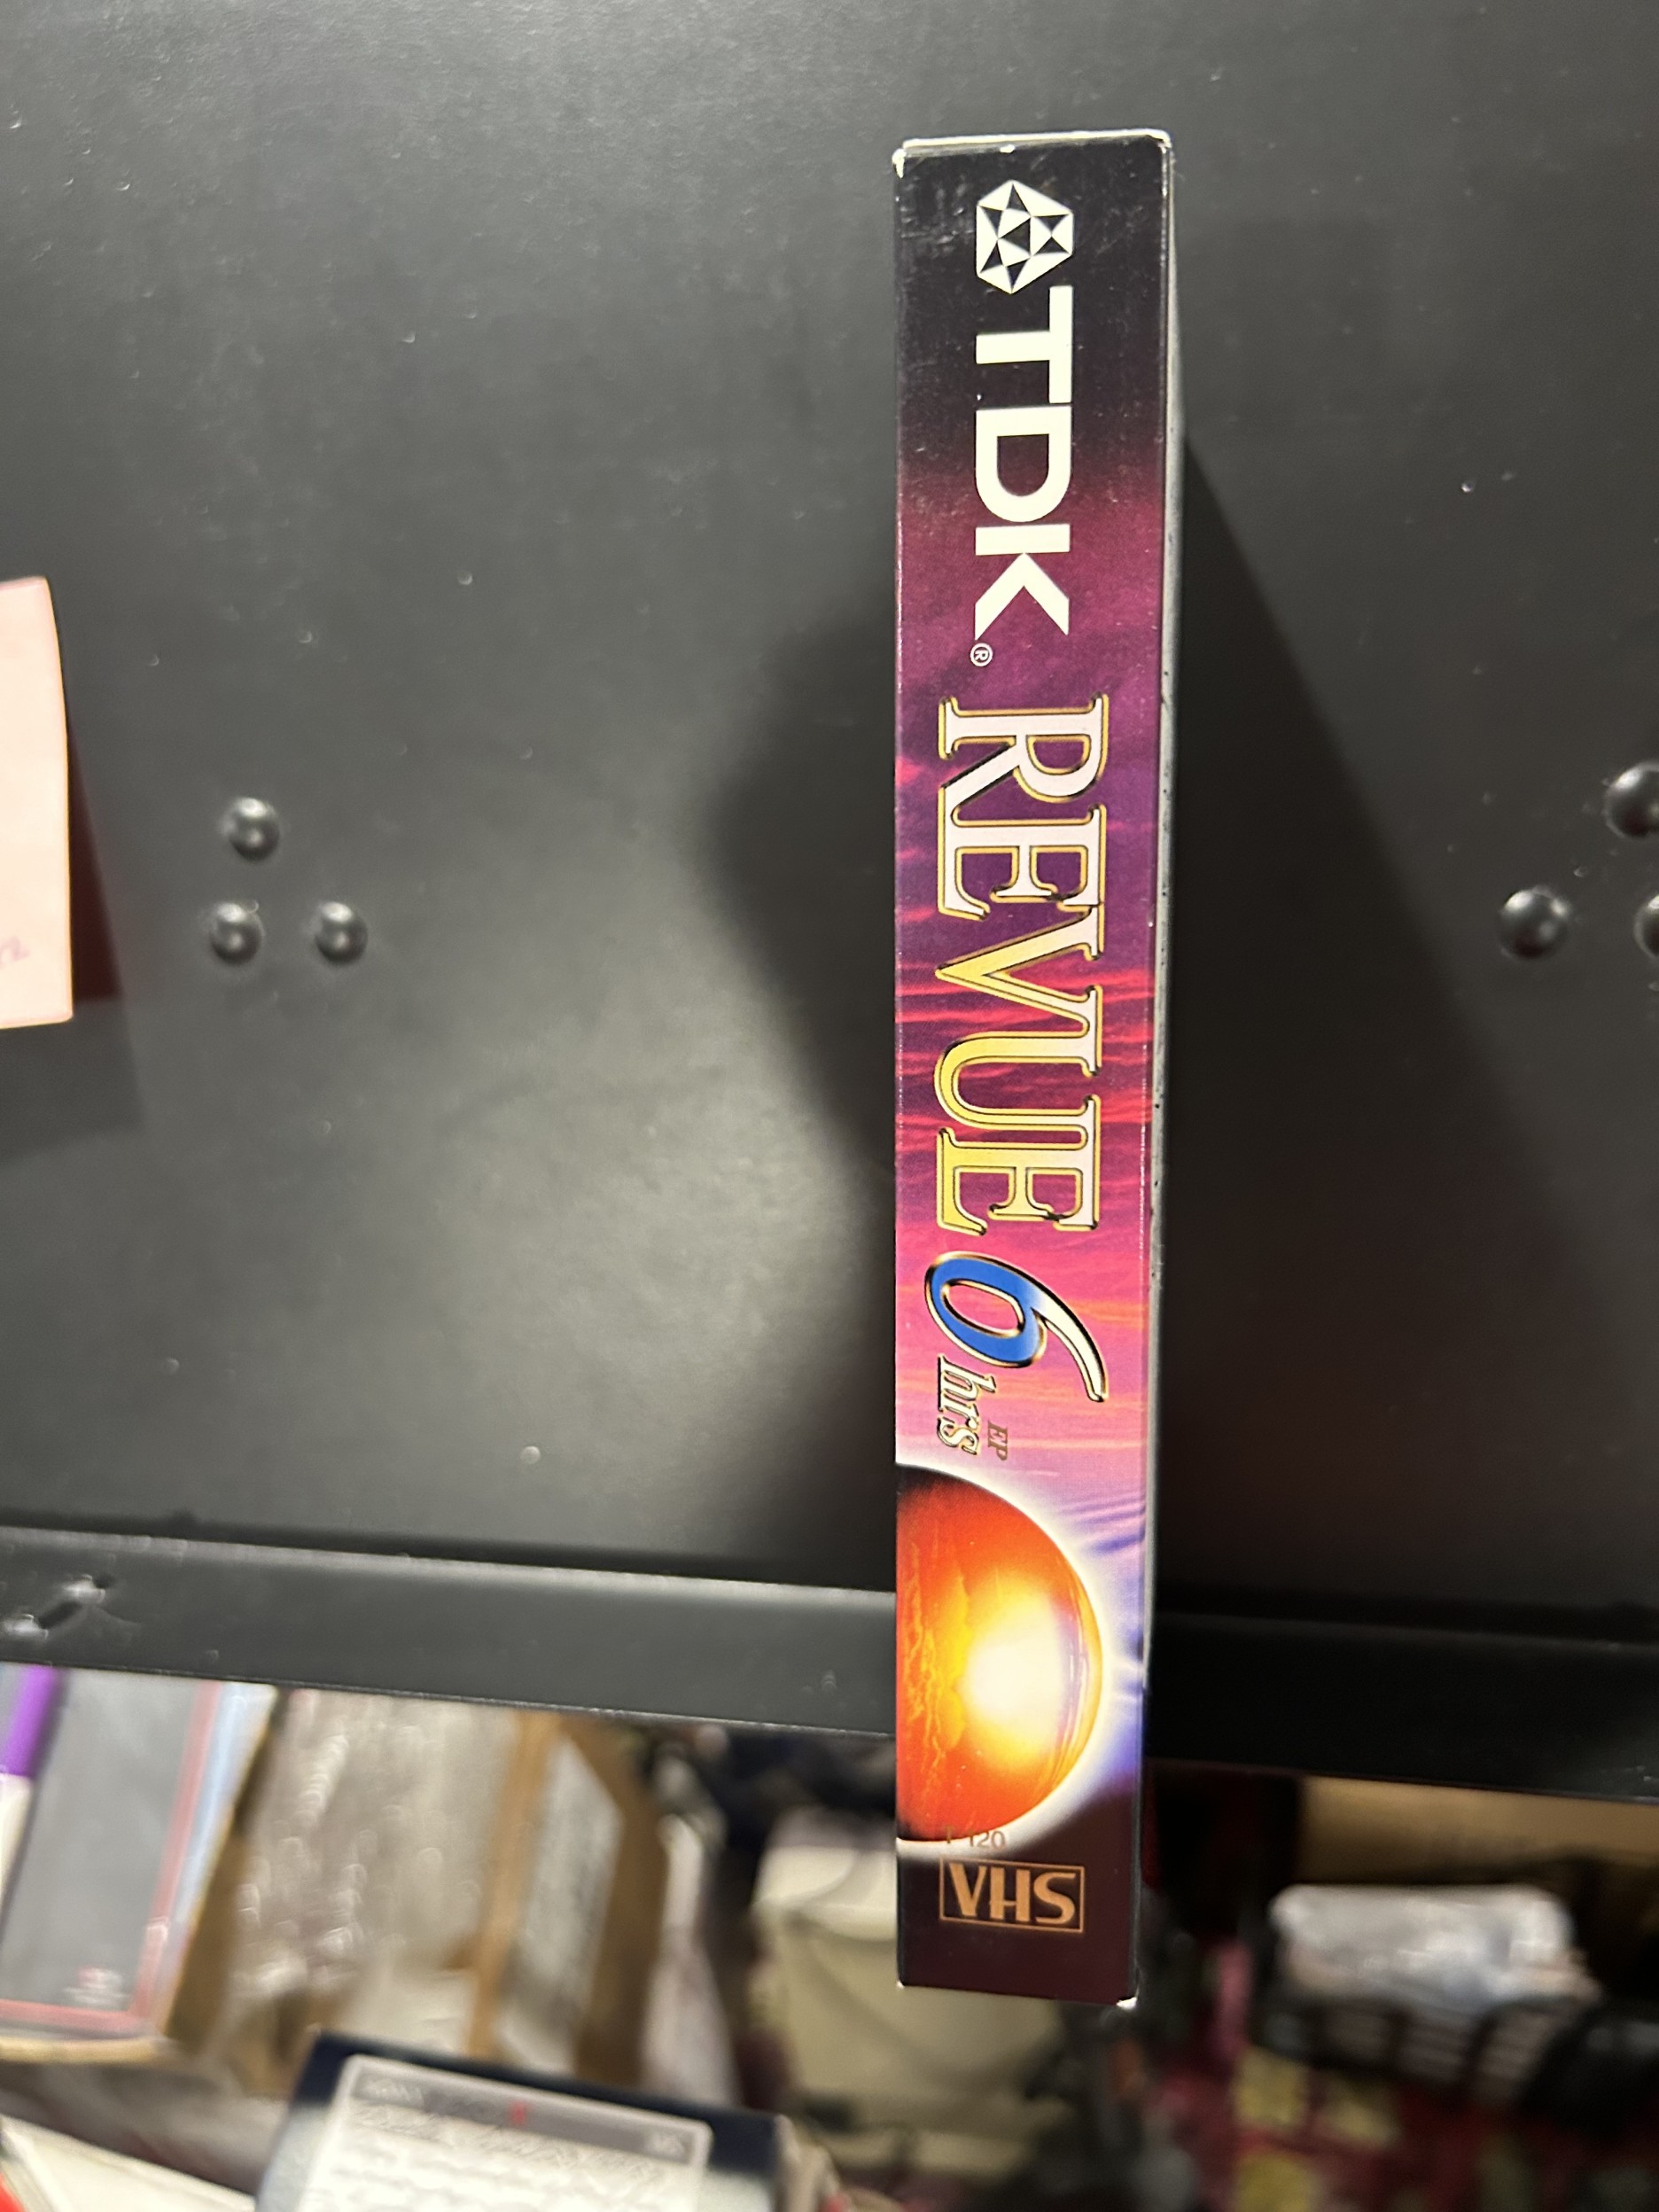 TDK® REVUE 6 hrs
EP
T-120
VHS